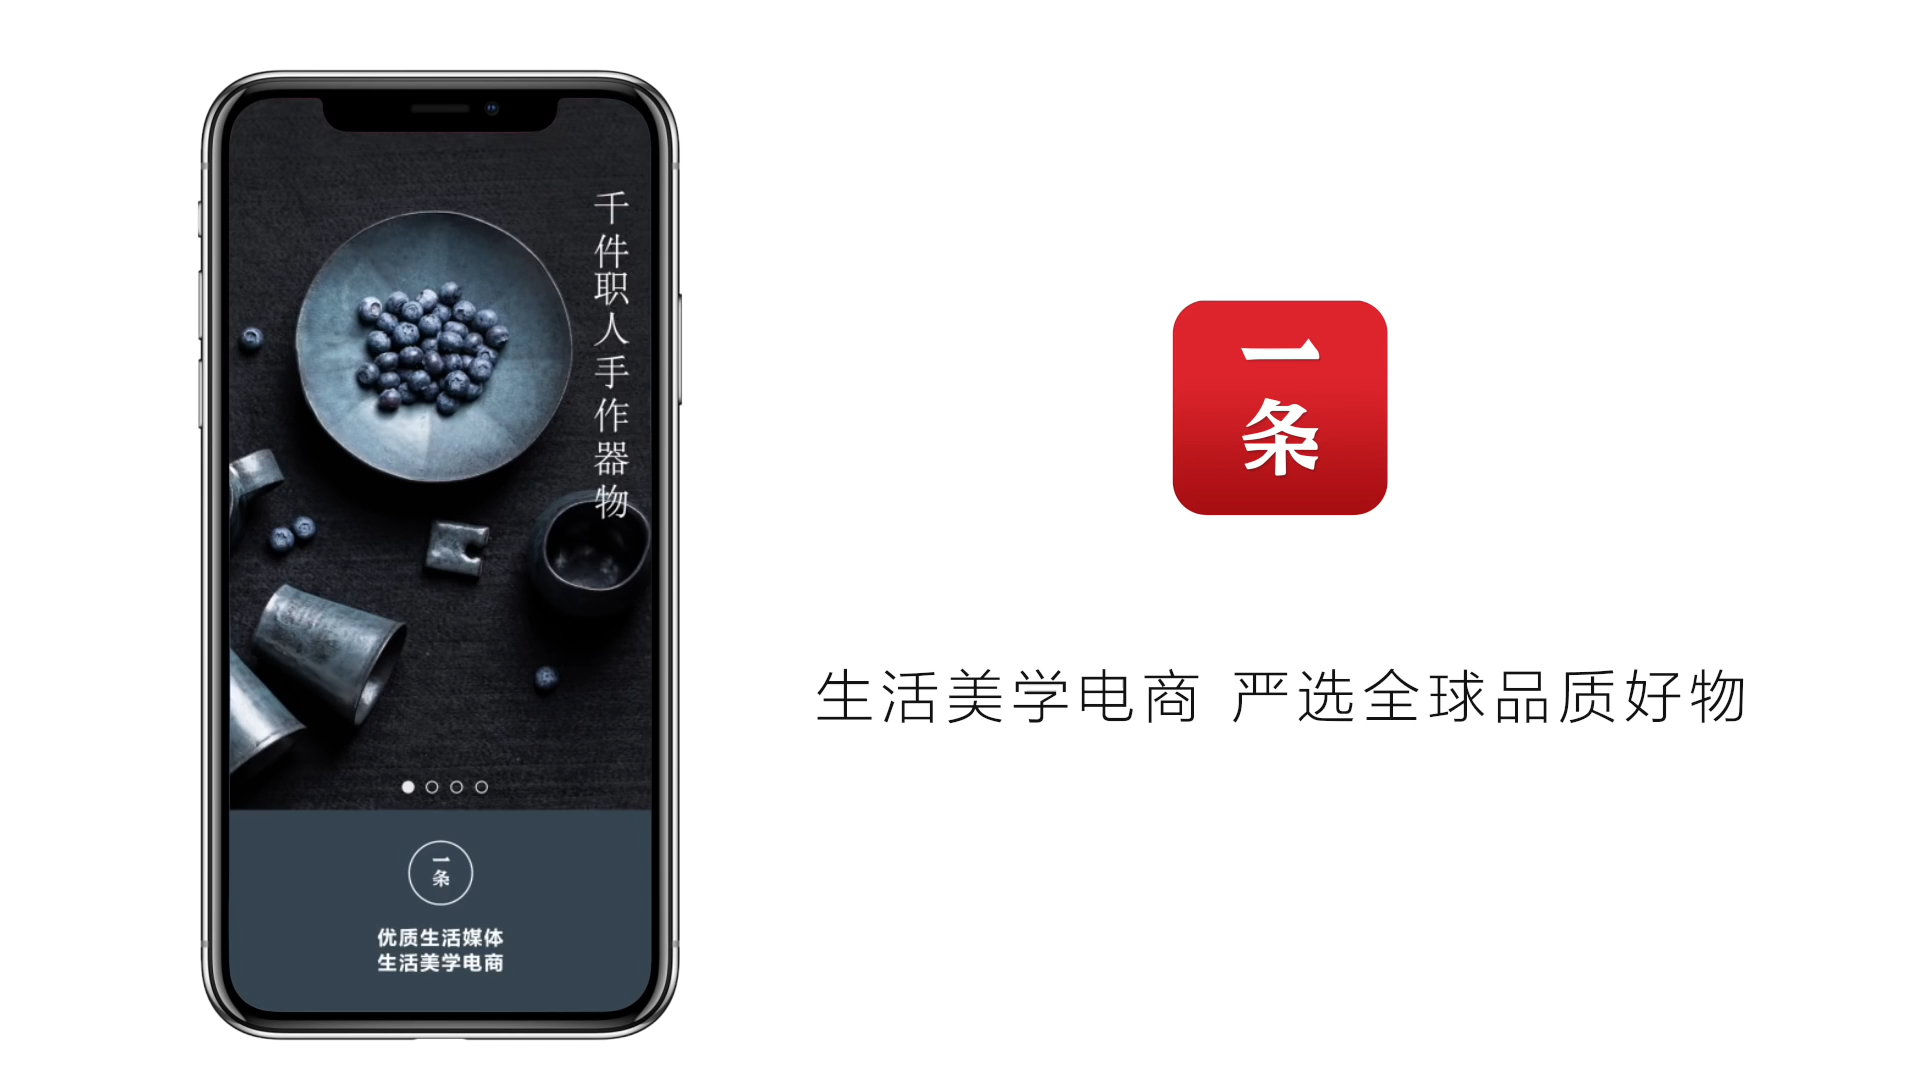 千件职人手作器物
一
条
优质生活媒体
生活美学电商
一
条
生活美学电商 严选全球品质好物